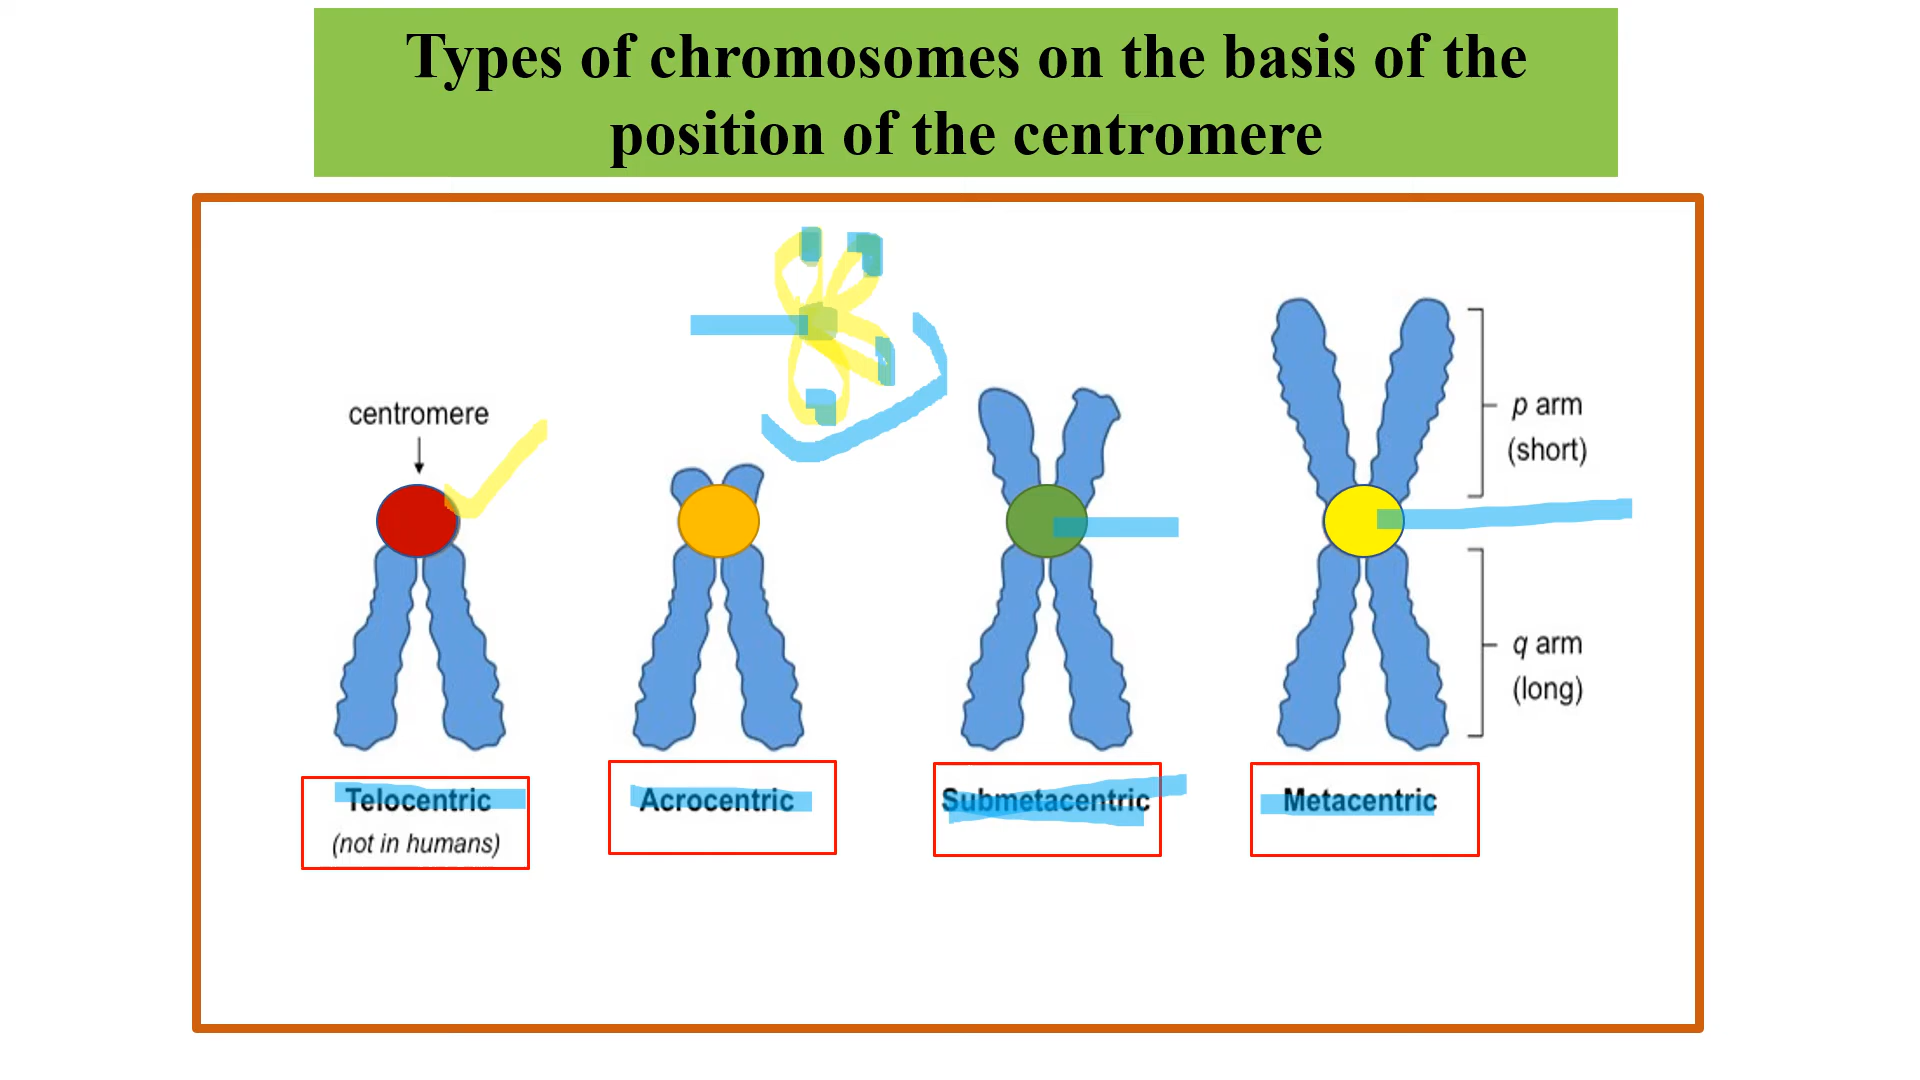 Types of chromosomes on the basis of the
position of the centromere
centromere
p arm
(short)
q arm
(long)
Telocentric
(not in humans)
Acrocentric
Submetacentric
Metacentric